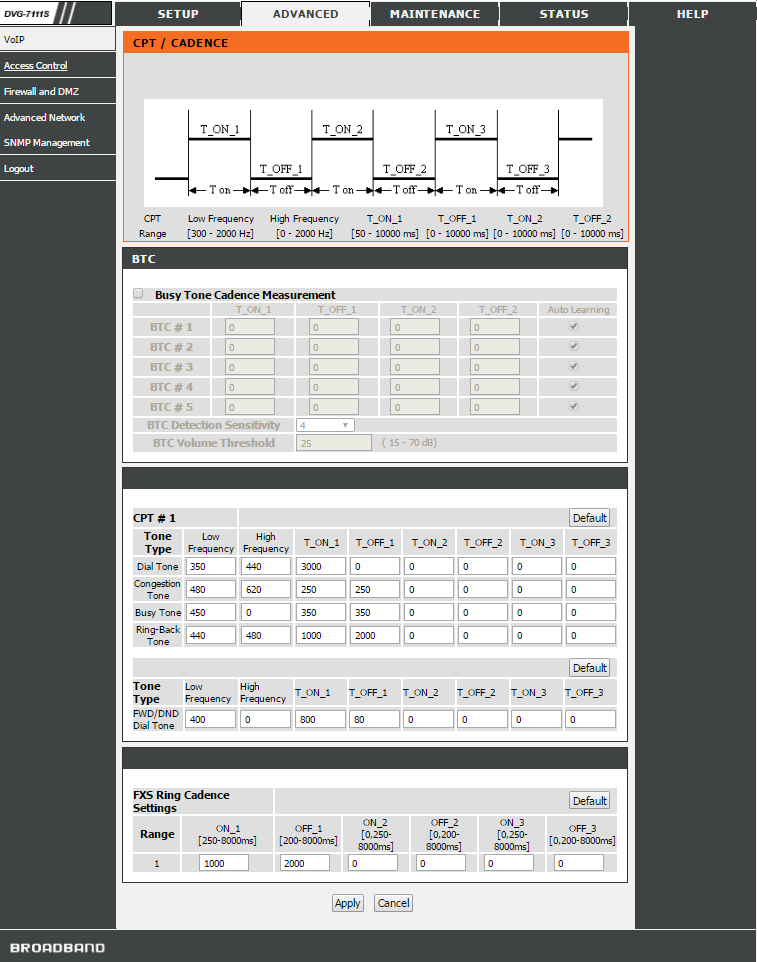 DVG-7111S
SETUP ADVANCED MAINTENANCE STATUS HELP
VoIP
Access Control
Firewall and DMZ
Advanced Network
SNMP Management
Logout
CPT / CADENCE
T_ON_1 T_ON_2 T_ON_3
T_OFF_1 T_OFF_2 T_OFF_3
T on T off T on T off T on T off
CPT Low Frequency High Frequency T_ON_1 T_OFF_1 T_ON_2 T_OFF_2
Range [300 - 2000 Hz] [0 - 2000 Hz] [50 - 10000 ms] [0 - 10000 ms] [0 - 10000 ms] [0 - 10000 ms]
BTC
Busy Tone Cadence Measurement
T_ON_1 T_OFF_1 T_ON_2 T_OFF_2 Auto Learning
BTC # 1 0 0 0 0
BTC # 2 0 0 0 0
BTC # 3 0 0 0 0
BTC # 4 0 0 0 0
BTC # 5 0 0 0 0
BTC Detection Sensitivity 4
BTC Volume Threshold 25 ( 15 - 70 dB)
CPT # 1 Default
Tone Type Low Frequency High Frequency T_ON_1 T_OFF_1 T_ON_2 T_OFF_2 T_ON_3 T_OFF_3
Dial Tone 350 440 3000 0 0 0 0 0
Congestion Tone 480 620 250 250 0 0 0 0
Busy Tone 450 0 350 350 0 0 0 0
Ring-Back Tone 440 480 1000 2000 0 0 0 0
Default
Tone Type Low Frequency High Frequency T_ON_1 T_OFF_1 T_ON_2 T_OFF_2 T_ON_3 T_OFF_3
FWD/DND Dial Tone 400 0 800 80 0 0 0 0
FXS Ring Cadence Settings Default
Range ON_1 [250-8000ms] OFF_1 [200-8000ms] ON_2 [0,250-8000ms] OFF_2 [0,200-8000ms] ON_3 [0,250-8000ms] OFF_3 [0,200-8000ms]
1 1000 2000 0 0 0 0
Apply Cancel
BROADBAND